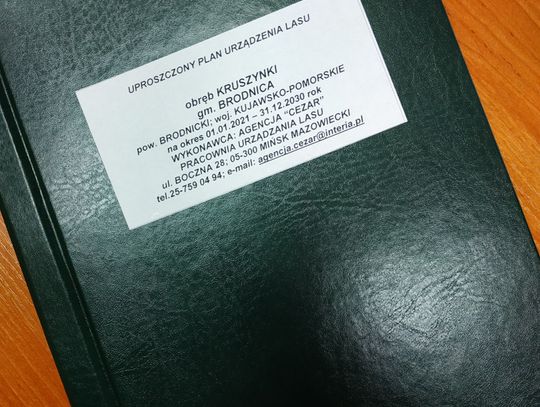 UPROSZCZONY PLAN URZĄDZENIA LASU
obręb KRUSZYNKI
gm. BRODNICA
pow. BRODNICKI; woj. KUJAWSKO-POMORSKIE
na okres 01.01.2021 – 31.12.2030 rok
WYKONAWCA: AGENCJA "CEZAR"
PRACOWNIA URZĄDZANIA LASU
ul. BOCZNA 28; 05-300 MIŃSK MAZOWIECKI
tel.25-759 04 94; e-mail: agencja.cezar@interia.pl